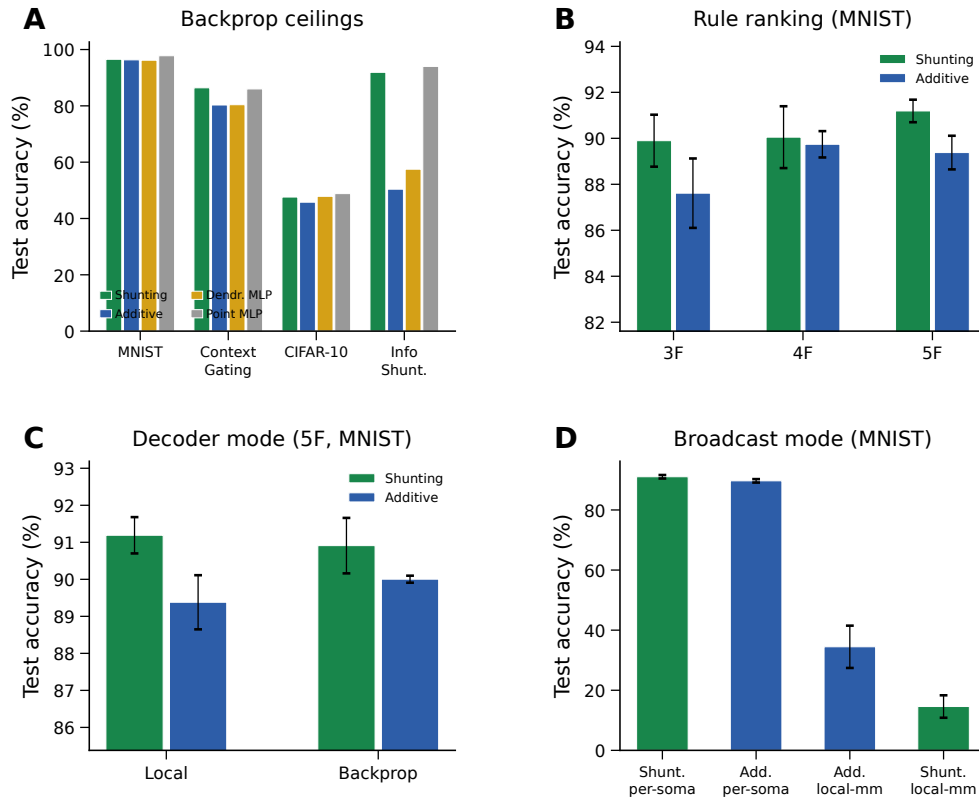 A
Backprop ceilings
Test accuracy (%)
100
80
60
40
20
0
Shunting
Additive
Dendr. MLP
Point MLP
MNIST
Context
Gating
CIFAR-10
Info
Shunt.
B
Rule ranking (MNIST)
Test accuracy (%)
94
92
90
88
86
84
82
Shunting
Additive
3F
4F
5F
C
Decoder mode (5F, MNIST)
Test accuracy (%)
93
92
91
90
89
88
87
86
Shunting
Additive
Local
Backprop
D
Broadcast mode (MNIST)
Test accuracy (%)
80
60
40
20
0
Shunt.
per-soma
Add.
per-soma
Add.
local-mm
Shunt.
local-mm